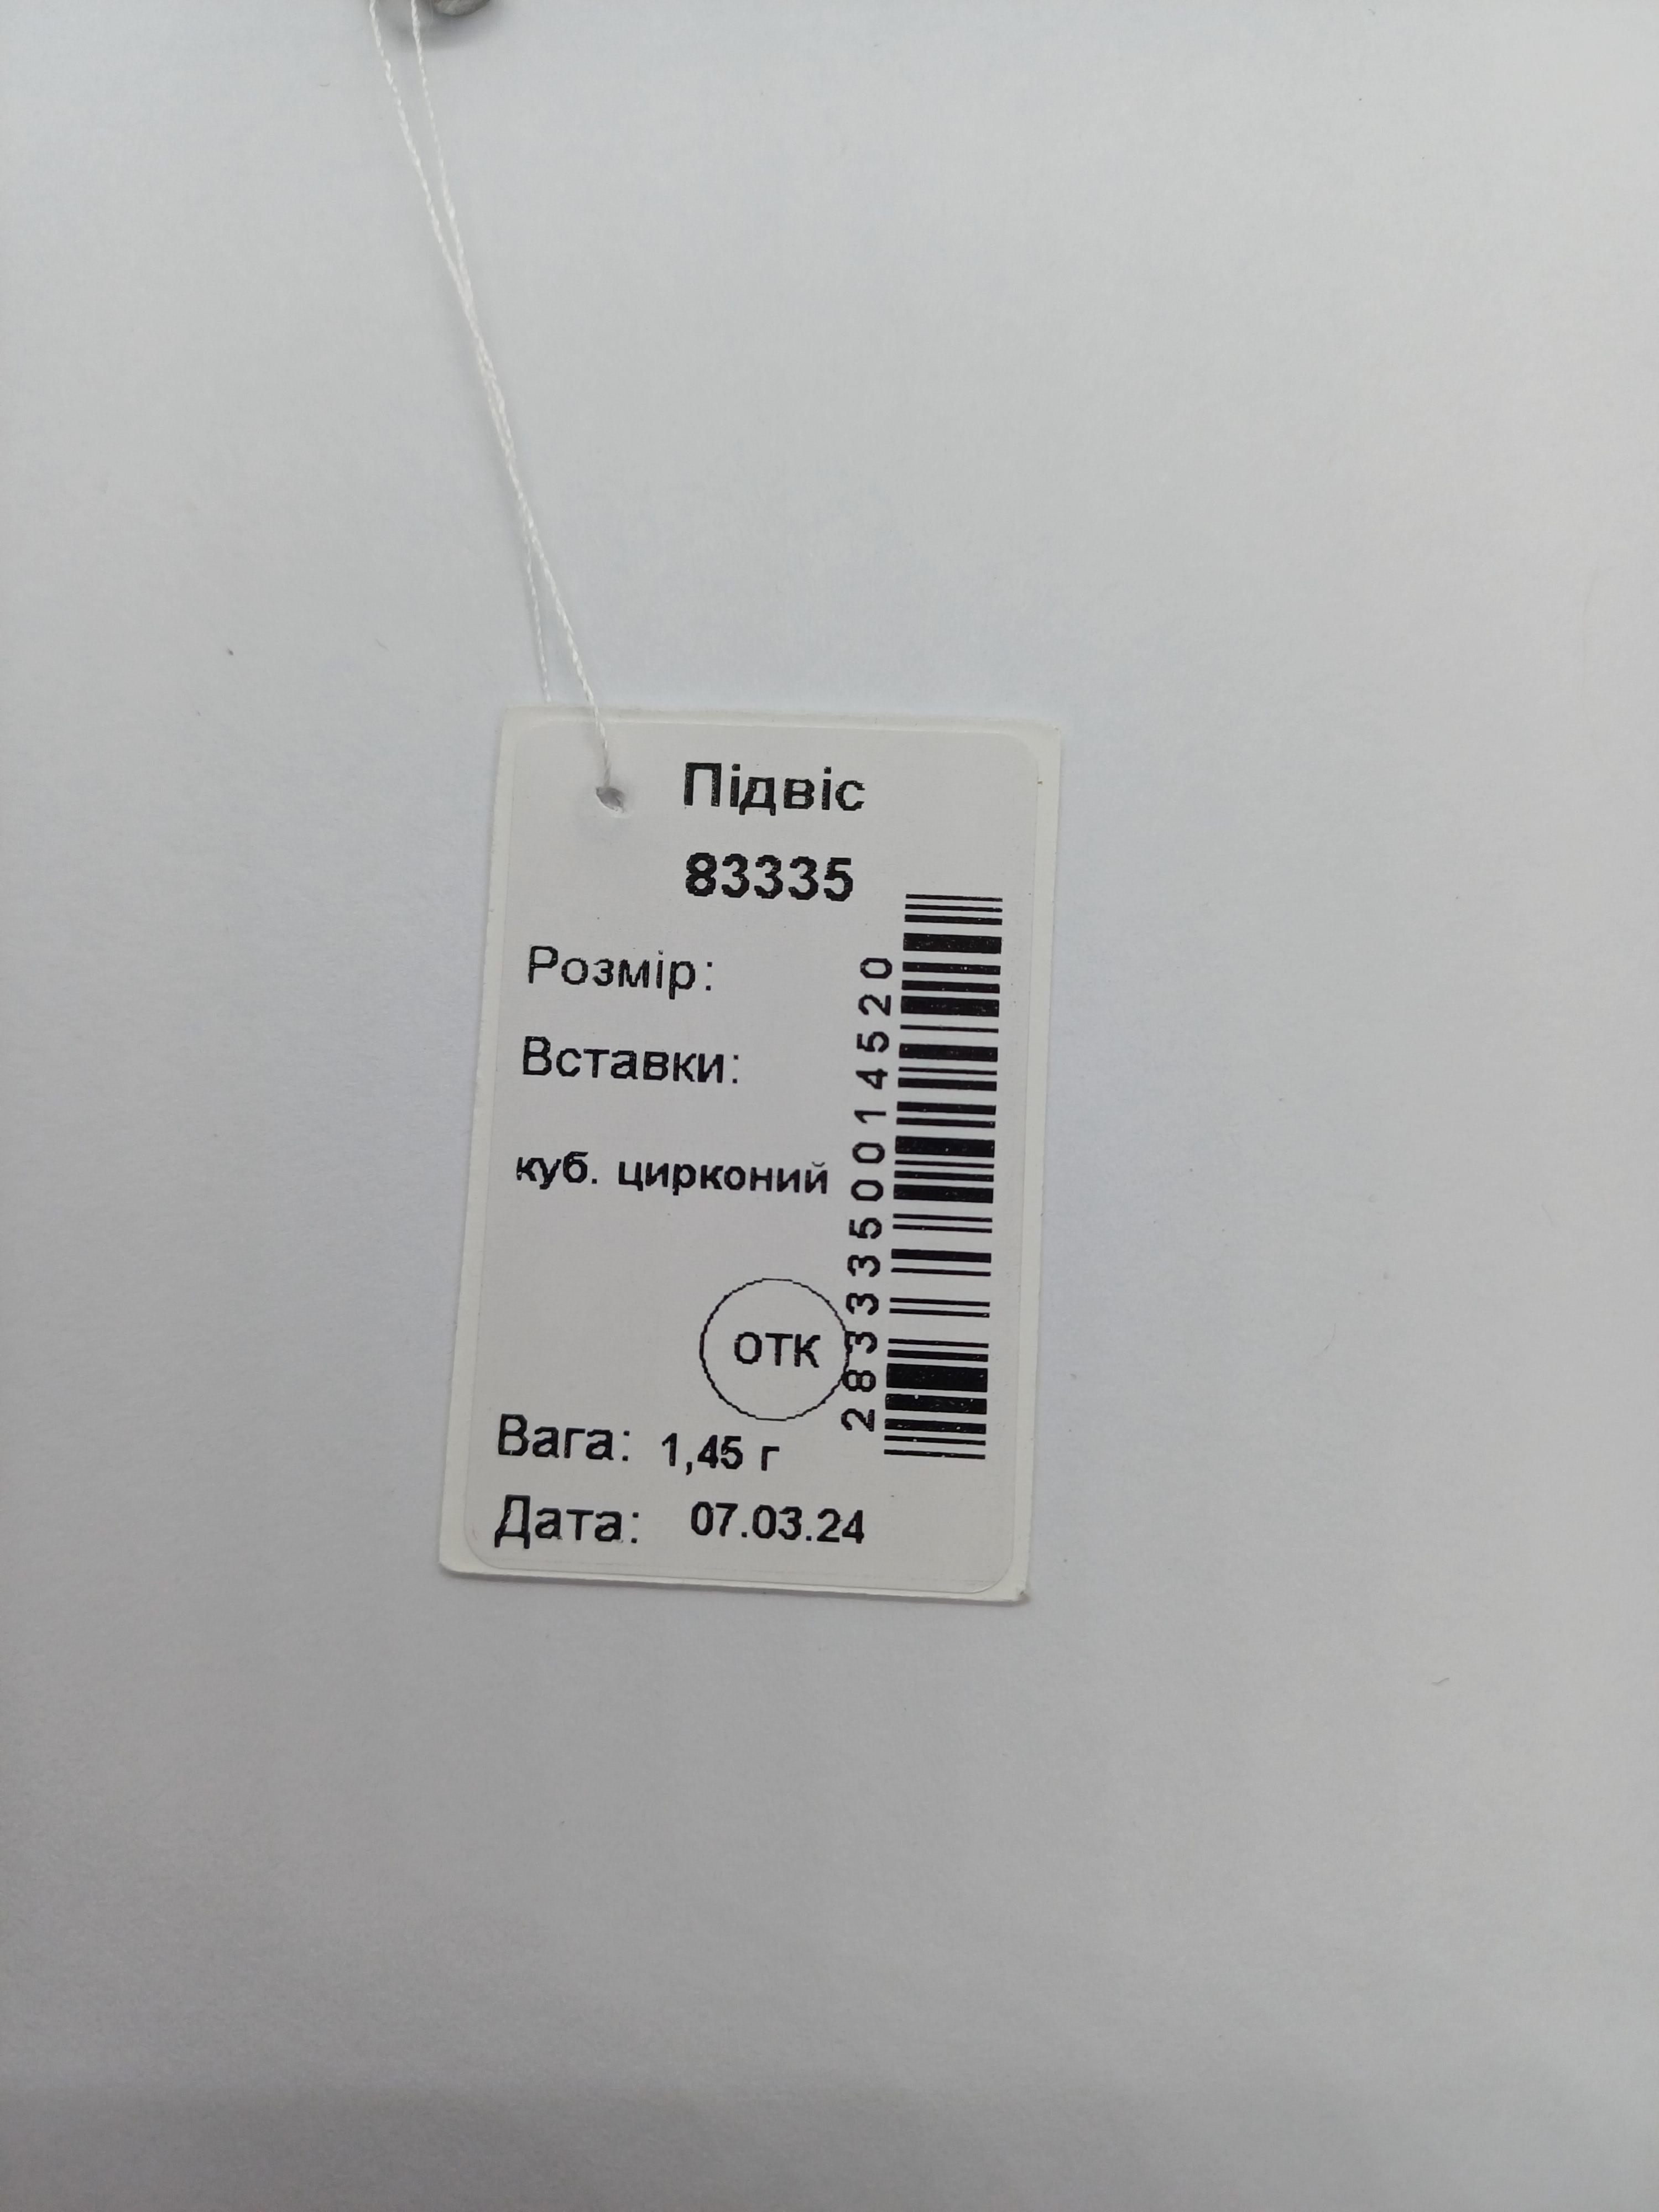 Підвіс
83335
Розмір:
Вставки:
куб. цирконий
ОТК
Вага: 1,45 г
Дата: 07.03.24
2833350014520